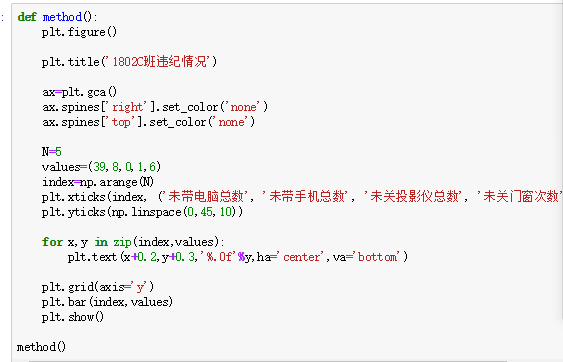 :
def method():
    plt.figure()
    plt.title('1802C班违纪情况')
    ax=plt.gca()
    ax.spines['right'].set_color('none')
    ax.spines['top'].set_color('none')
    N=5
    values=(39,8,0,1,6)
    index=np.arange(N)
    plt.xticks(index, ('未带电脑总数', '未带手机总数', '未关投影仪总数', '未关门窗次数'
    plt.yticks(np.linspace(0,45,10))
    for x,y in zip(index,values):
        plt.text(x+0.2,y+0.3,'%.0f'%y,ha='center',va='bottom')
    plt.grid(axis='y')
    plt.bar(index,values)
    plt.show()
method()